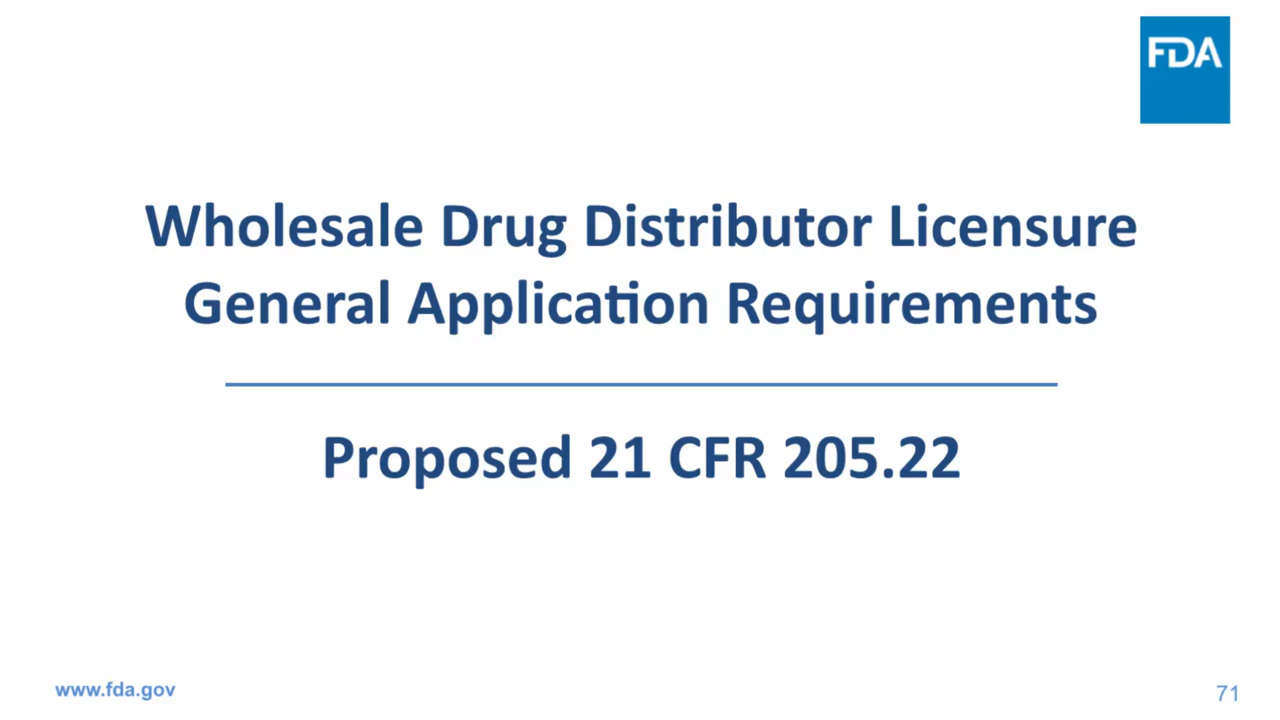 FDA
Wholesale Drug Distributor Licensure
General Application Requirements
Proposed 21 CFR 205.22
www.fda.gov
71